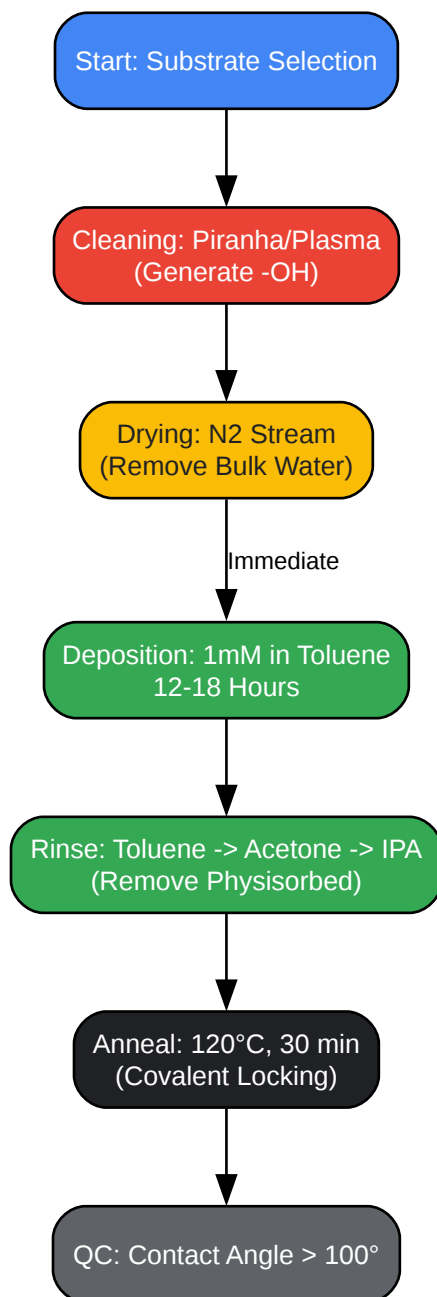 Start: Substrate Selection
Cleaning: Piranha/Plasma
(Generate -OH)
Drying: N2 Stream
(Remove Bulk Water)
Immediate
Deposition: 1mM in Toluene
12-18 Hours
Rinse: Toluene -> Acetone -> IPA
(Remove Physisorbed)
Anneal: 120°C, 30 min
(Covalent Locking)
QC: Contact Angle > 100°